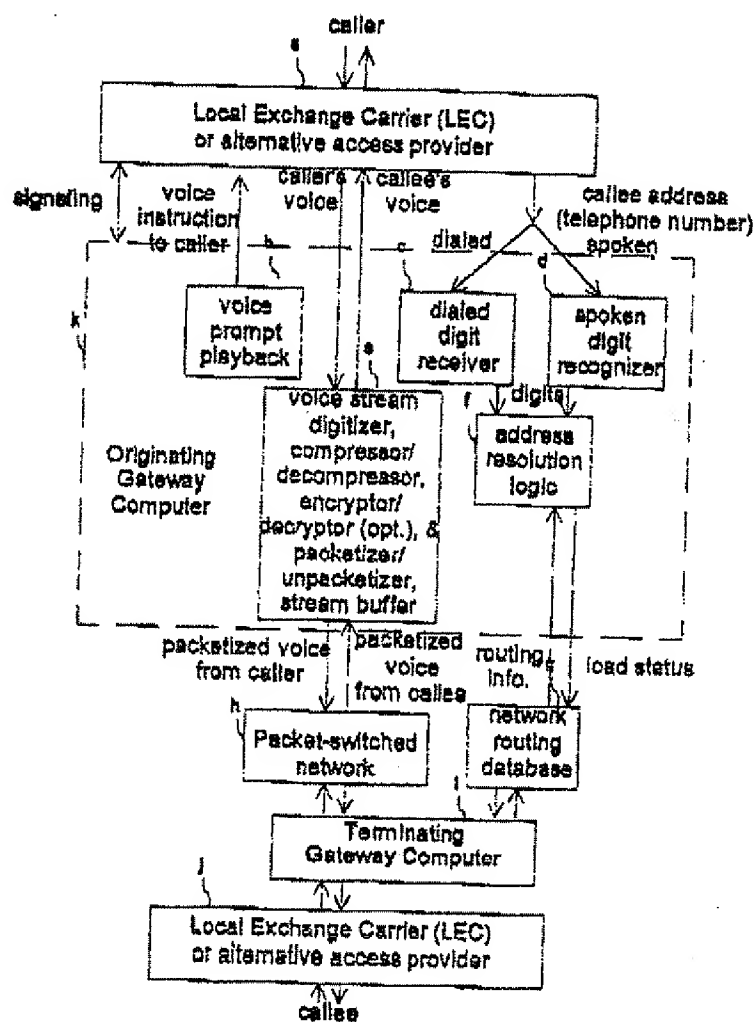 caller
a
Local Exchange Carrier (LEC)
or alternative access provider
signaling
voice
instruction
to caller
caller's
voice
callee's
voice
callee address
(telephone number)
dialed
spoken
b
c
d
k
voice
prompt
playback
dialed
digit
receiver
spoken
digit
recognizer
e
f
digits
voice stream
digitizer,
compressor/
decompressor,
encryptor/
decryptor (opt.), &
packetizer/
unpacketizer,
stream buffer
address
resolution
logic
Originating
Gateway
Computer
packetized voice
from caller
packetized
voice
from callee
routing
info.
load status
h
Packet-switched
network
network
routing
database
i
Terminating
Gateway Computer
j
Local Exchange Carrier (LEC)
or alternative access provider
callee